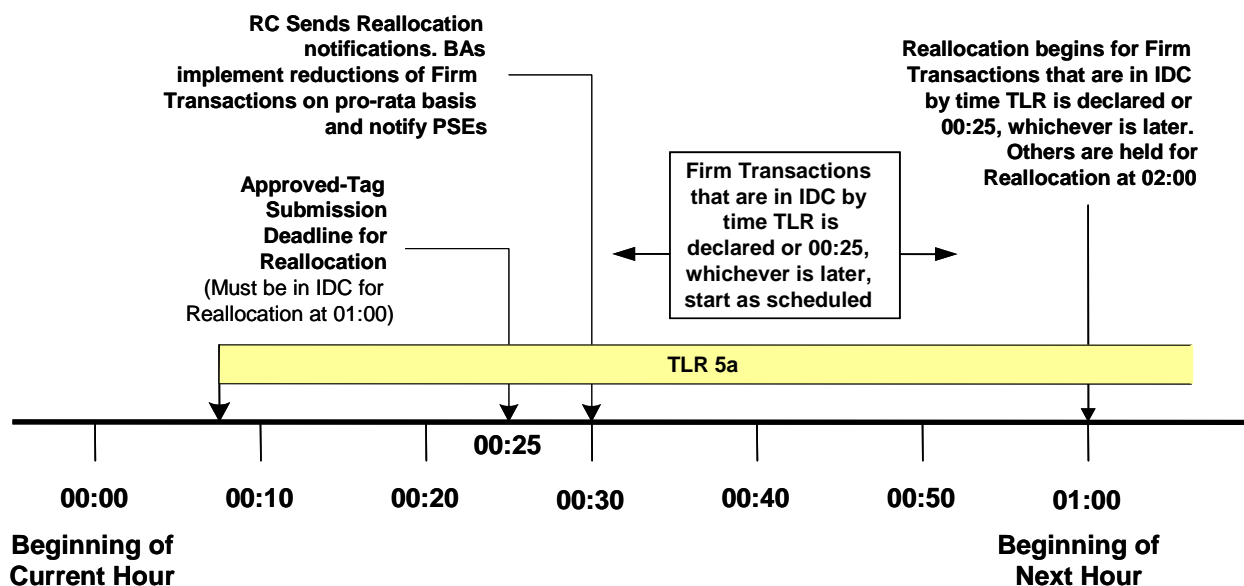 RC Sends Reallocation
notifications. BAs
implement reductions of Firm
Transactions on pro-rata basis
and notify PSEs
Reallocation begins for Firm
Transactions that are in IDC
by time TLR is declared or
00:25, whichever is later.
Others are held for
Reallocation at 02:00
Approved-Tag
Submission
Deadline for
Reallocation
(Must be in IDC for
Reallocation at 01:00)
Firm Transactions
that are in IDC by
time TLR is
declared or 00:25,
whichever is later,
start as scheduled
TLR 5a
00:25
00:00
00:10
00:20
00:30
00:40
00:50
01:00
Beginning of
Current Hour
Beginning of
Next Hour